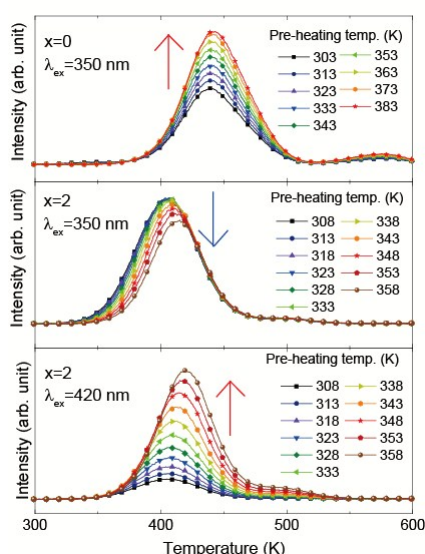 Intensity (arb. unit)
x=0
λex=350 nm
Pre-heating temp. (K)
303
313
323
333
343
353
363
373
383
Intensity (arb. unit)
x=2
λex=350 nm
Pre-heating temp. (K)
308
313
318
323
328
333
338
343
348
353
358
Intensity (arb. unit)
x=2
λex=420 nm
Pre-heating temp. (K)
308
313
318
323
328
333
338
343
348
353
358
300 400 500 600
Temperature (K)